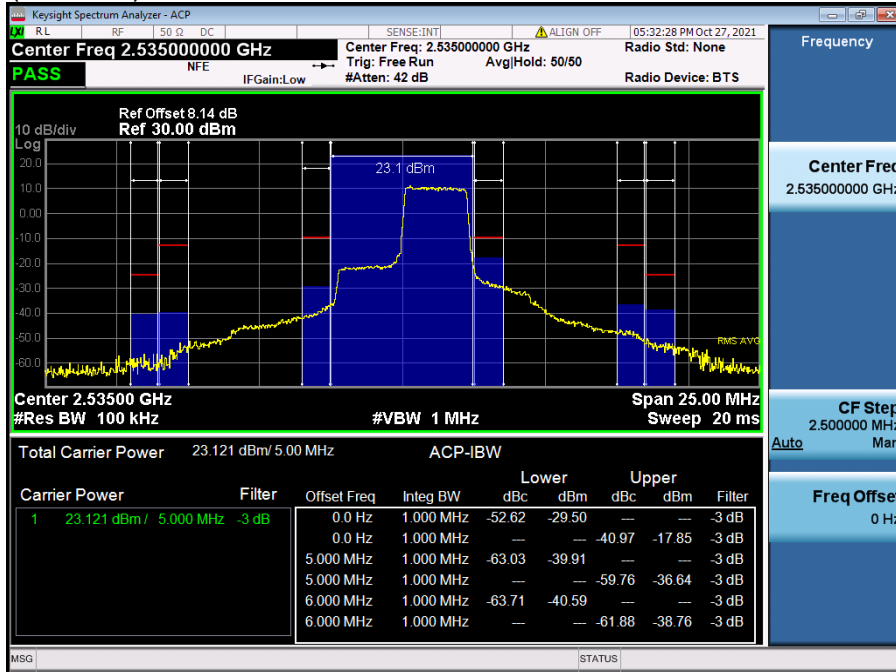 Keysight Spectrum Analyzer - ACP
LXI RL RF 50 Ω DC SENSE:INT ALIGN OFF 05:32:28 PM Oct 27, 2021
Center Freq 2.535000000 GHz Center Freq: 2.535000000 GHz Radio Std: None
Trig: Free Run Avg|Hold: 50/50
PASS NFE IFGain:Low #Atten: 42 dB Radio Device: BTS
Ref Offset 8.14 dB
10 dB/div Ref 30.00 dBm
Log
20.0
23.1 dBm
10.0
0.00
-10.0
-20.0
-30.0
-40.0
-50.0
RMS AVG
-60.0
Center 2.53500 GHz Span 25.00 MHz
#Res BW 100 kHz #VBW 1 MHz Sweep 20 ms
Total Carrier Power 23.121 dBm/ 5.00 MHz ACP-IBW
Lower Upper
Carrier Power Filter Offset Freq Integ BW dBc dBm dBc dBm Filter
1 23.121 dBm / 5.000 MHz -3 dB 0.0 Hz 1.000 MHz -52.62 -29.50 --- --- -3 dB
0.0 Hz 1.000 MHz --- --- -40.97 -17.85 -3 dB
5.000 MHz 1.000 MHz -63.03 -39.91 --- --- -3 dB
5.000 MHz 1.000 MHz --- --- -59.76 -36.64 -3 dB
6.000 MHz 1.000 MHz -63.71 -40.59 --- --- -3 dB
6.000 MHz 1.000 MHz --- --- -61.88 -38.76 -3 dB
MSG STATUS
Frequency
Center Freq
2.535000000 GHz
CF Step
2.500000 MHz
Auto Man
Freq Offset
0 Hz